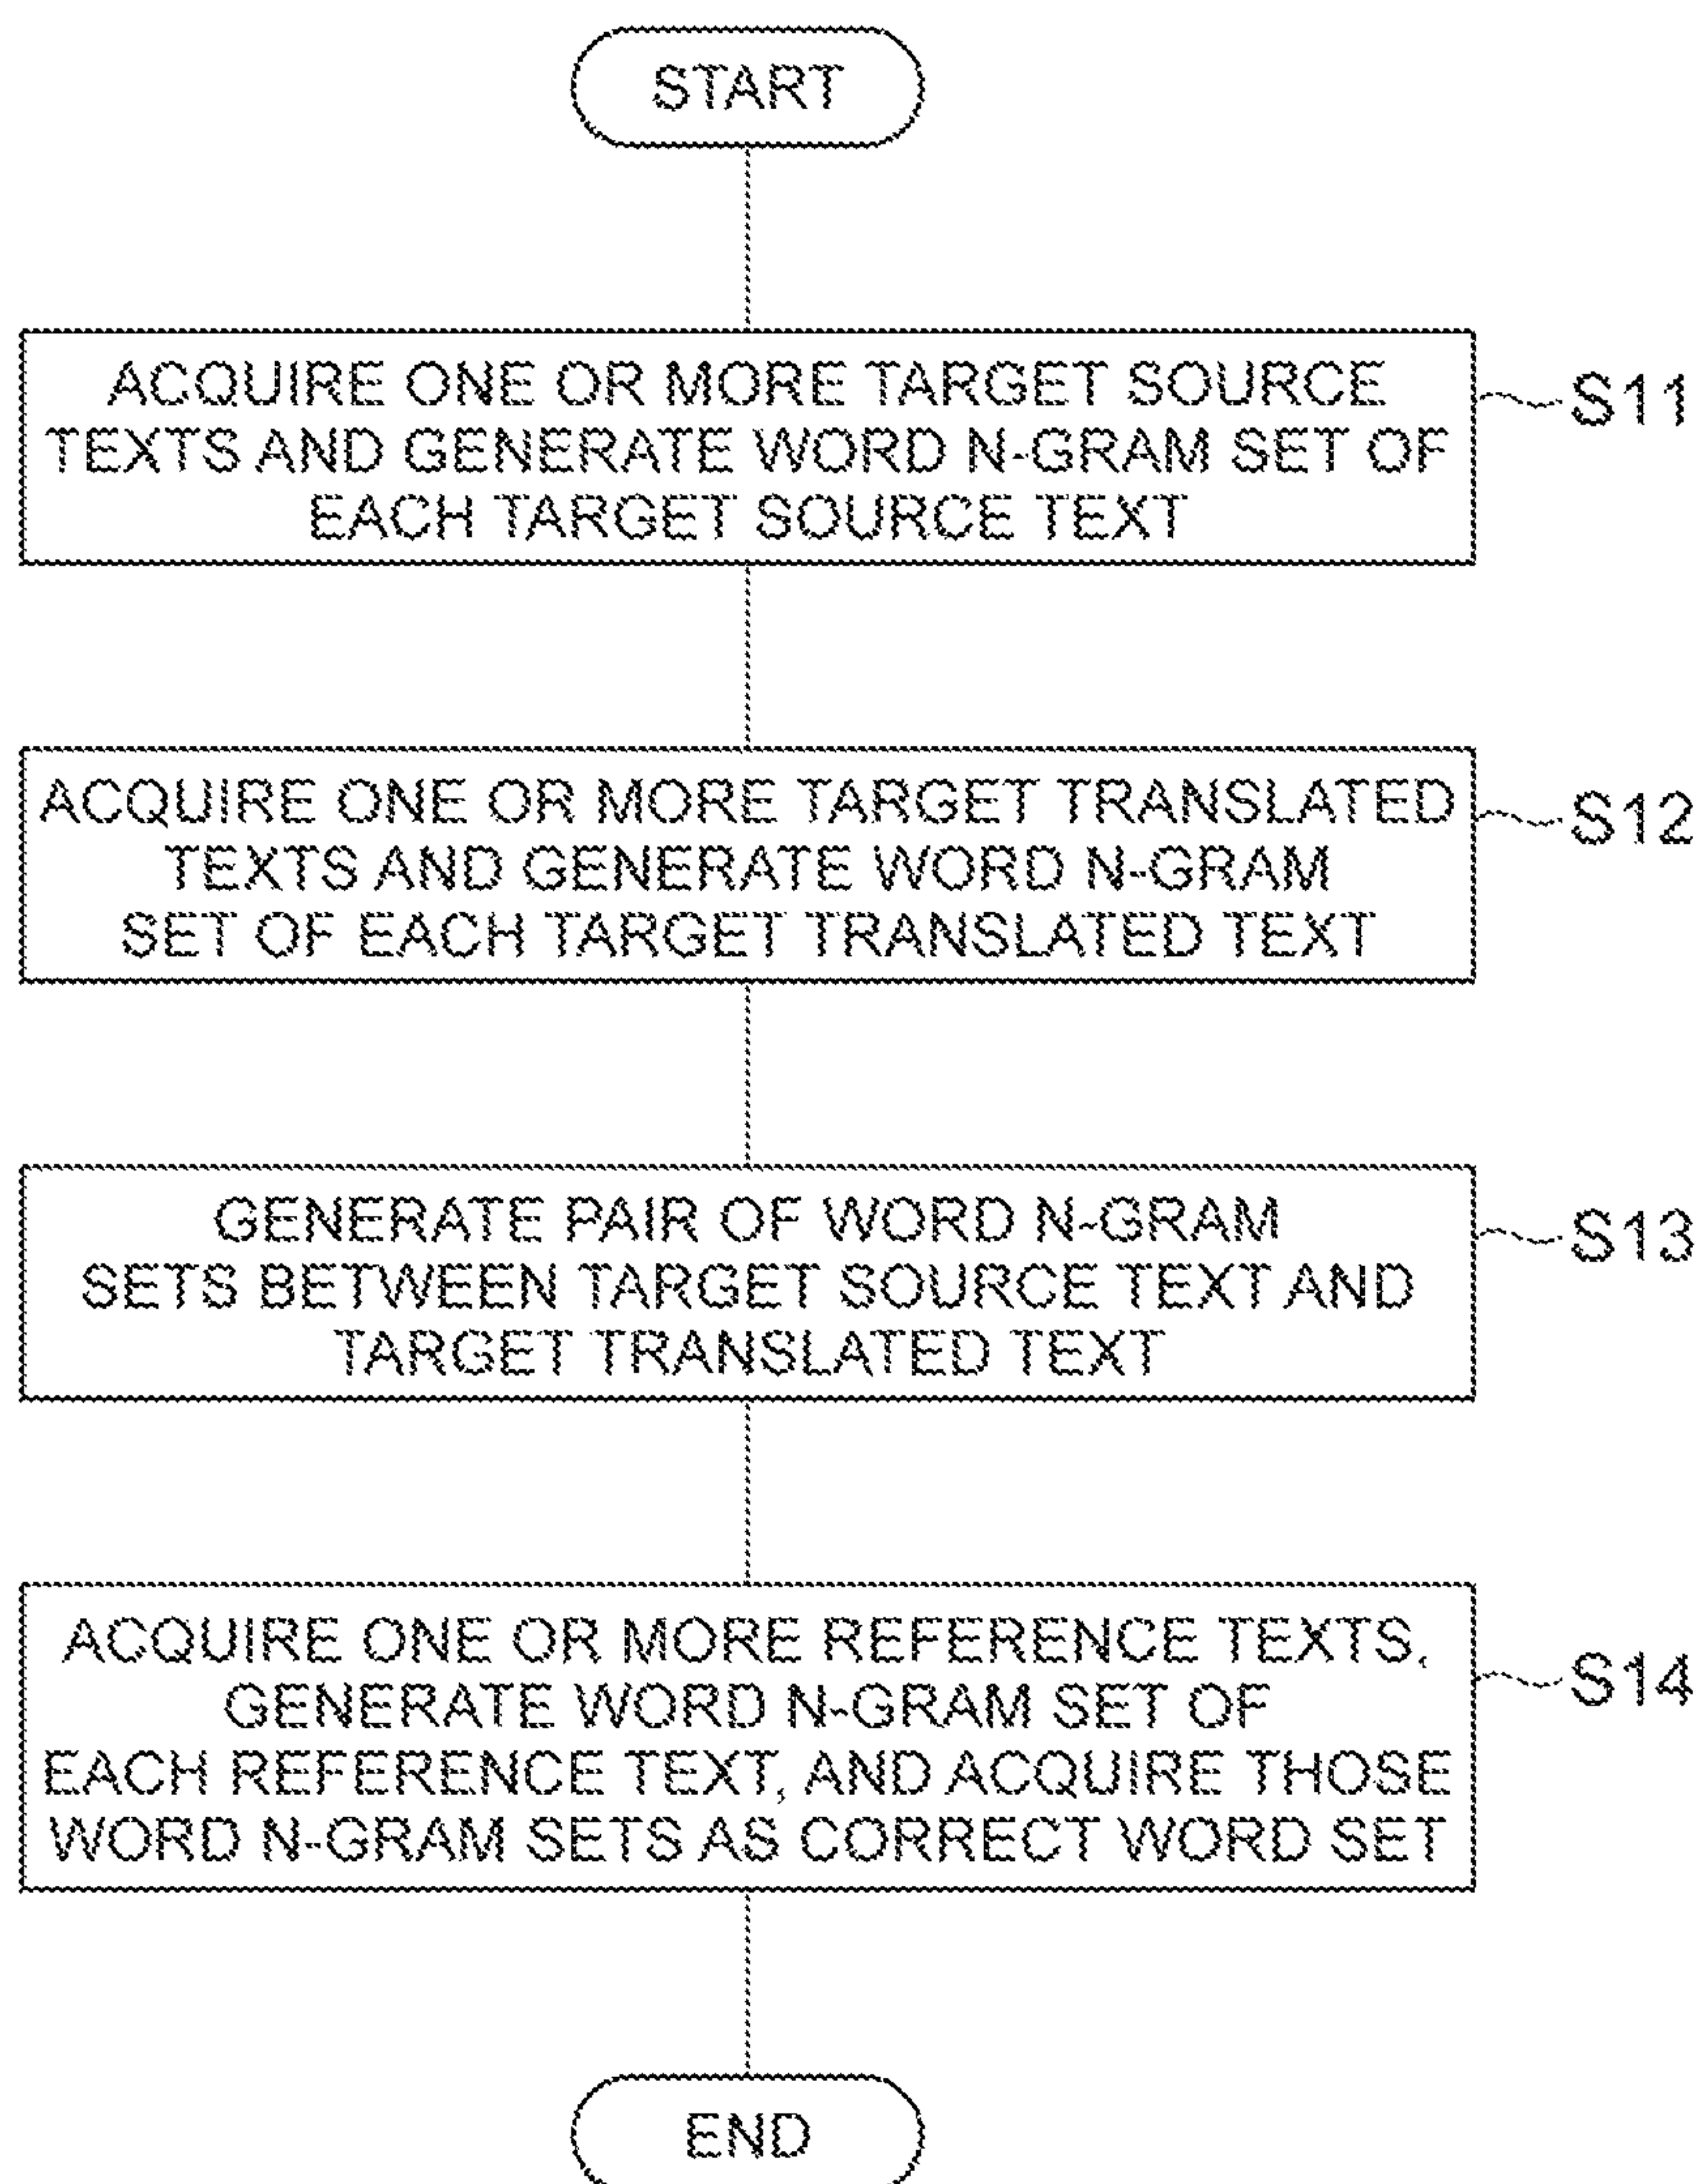 START
ACQUIRE ONE OR MORE TARGET SOURCE
TEXTS AND GENERATE WORD N-GRAM SET OF
EACH TARGET SOURCE TEXT
S11
ACQUIRE ONE OR MORE TARGET TRANSLATED
TEXTS AND GENERATE WORD N-GRAM
SET OF EACH TARGET TRANSLATED TEXT
S12
GENERATE PAIR OF WORD N-GRAM
SETS BETWEEN TARGET SOURCE TEXT AND
TARGET TRANSLATED TEXT
S13
ACQUIRE ONE OR MORE REFERENCE TEXTS,
GENERATE WORD N-GRAM SET OF
EACH REFERENCE TEXT, AND ACQUIRE THOSE
WORD N-GRAM SETS AS CORRECT WORD SET
S14
END